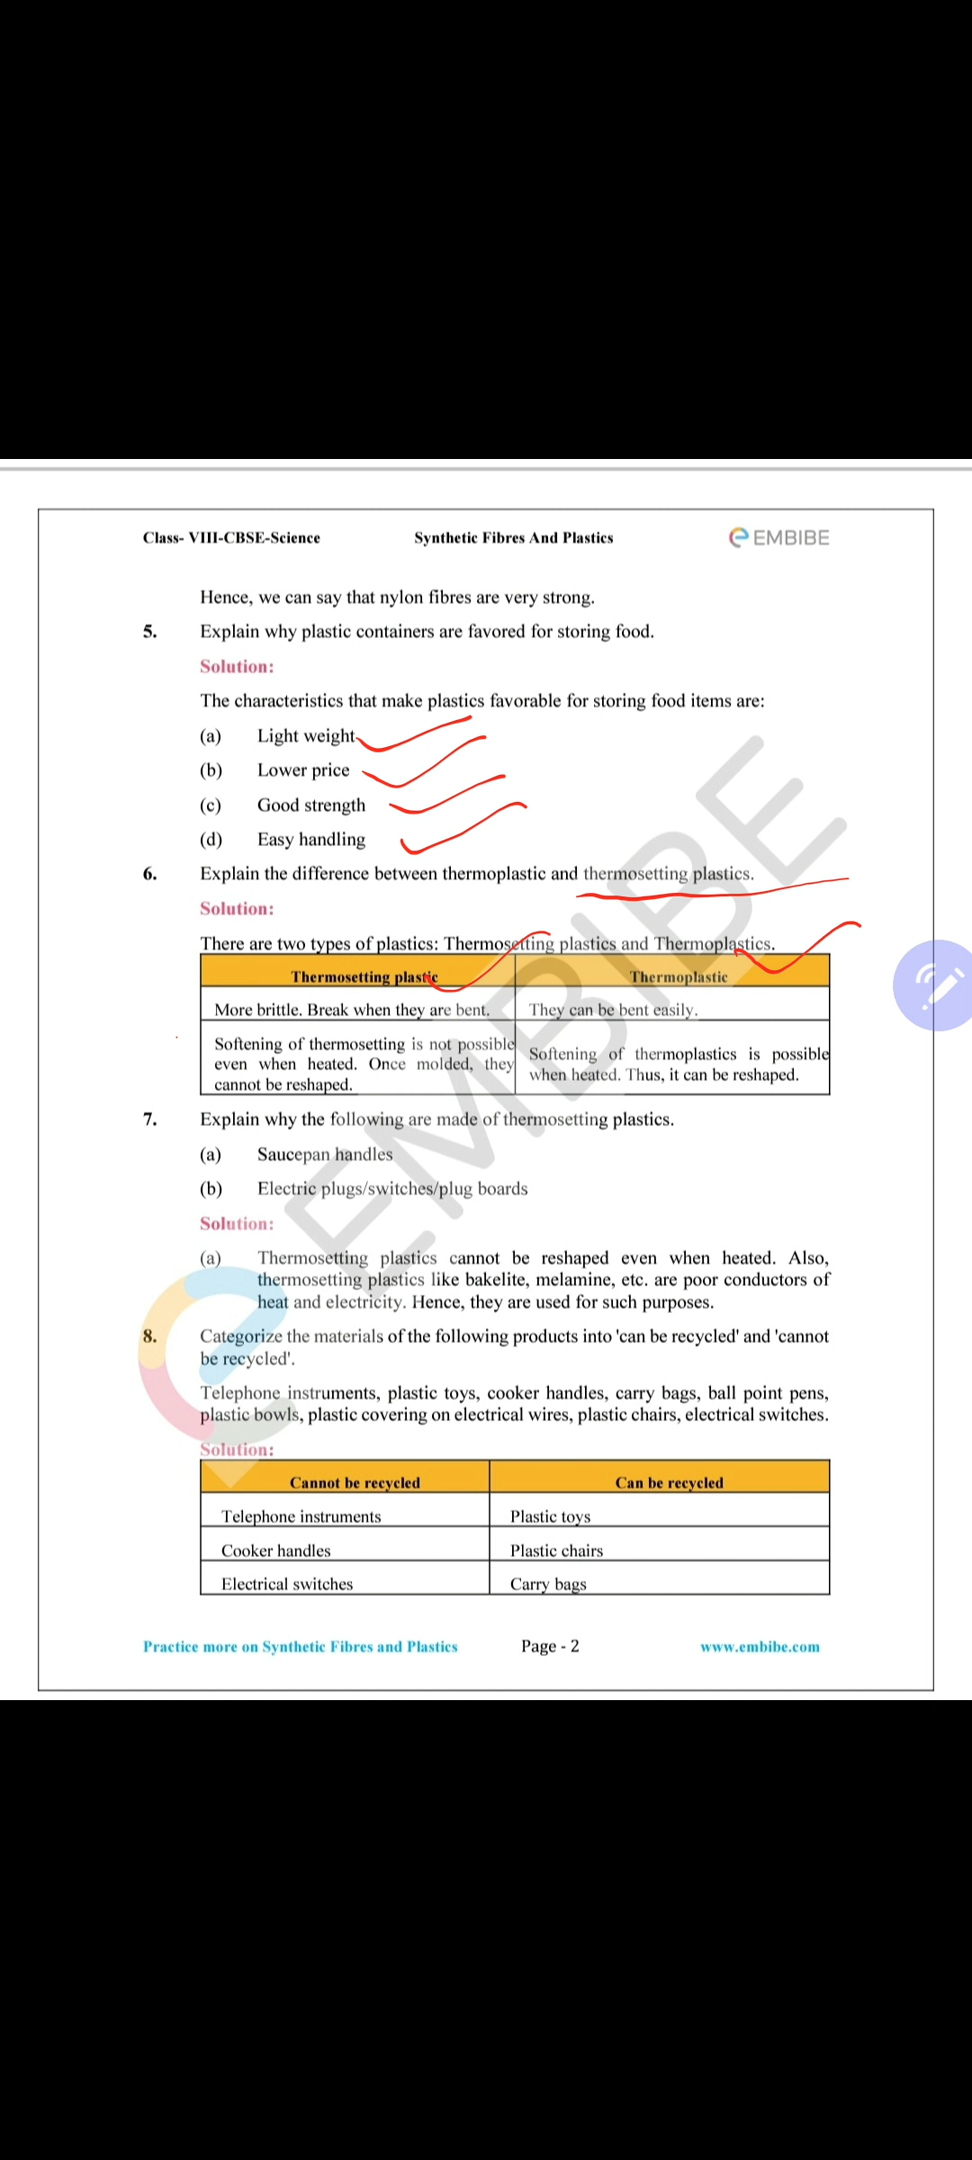 Class- VIII-CBSE-Science Synthetic Fibres And Plastics EMBIBE
Hence, we can say that nylon fibres are very strong.
5. Explain why plastic containers are favored for storing food.
Solution:
The characteristics that make plastics favorable for storing food items are:
(a) Light weight
(b) Lower price
(c) Good strength
(d) Easy handling
6. Explain the difference between thermoplastic and thermosetting plastics.
Solution:
There are two types of plastics: Thermosetting plastics and Thermoplastics.
Thermosetting plastic Thermoplastic
More brittle. Break when they are bent. They can be bent easily.
Softening of thermosetting is not possible
even when heated. Once molded, they
cannot be reshaped.
Softening of thermoplastics is possible
when heated. Thus, it can be reshaped.
7. Explain why the following are made of thermosetting plastics.
(a) Saucepan handles
(b) Electric plugs/switches/plug boards
Solution:
(a) Thermosetting plastics cannot be reshaped even when heated. Also,
thermosetting plastics like bakelite, melamine, etc. are poor conductors of
heat and electricity. Hence, they are used for such purposes.
8. Categorize the materials of the following products into 'can be recycled' and 'cannot
be recycled'.
Telephone instruments, plastic toys, cooker handles, carry bags, ball point pens,
plastic bowls, plastic covering on electrical wires, plastic chairs, electrical switches.
Solution:
Cannot be recycled Can be recycled
Telephone instruments Plastic toys
Cooker handles Plastic chairs
Electrical switches Carry bags
Practice more on Synthetic Fibres and Plastics Page - 2 www.embibe.com
EMBIBE